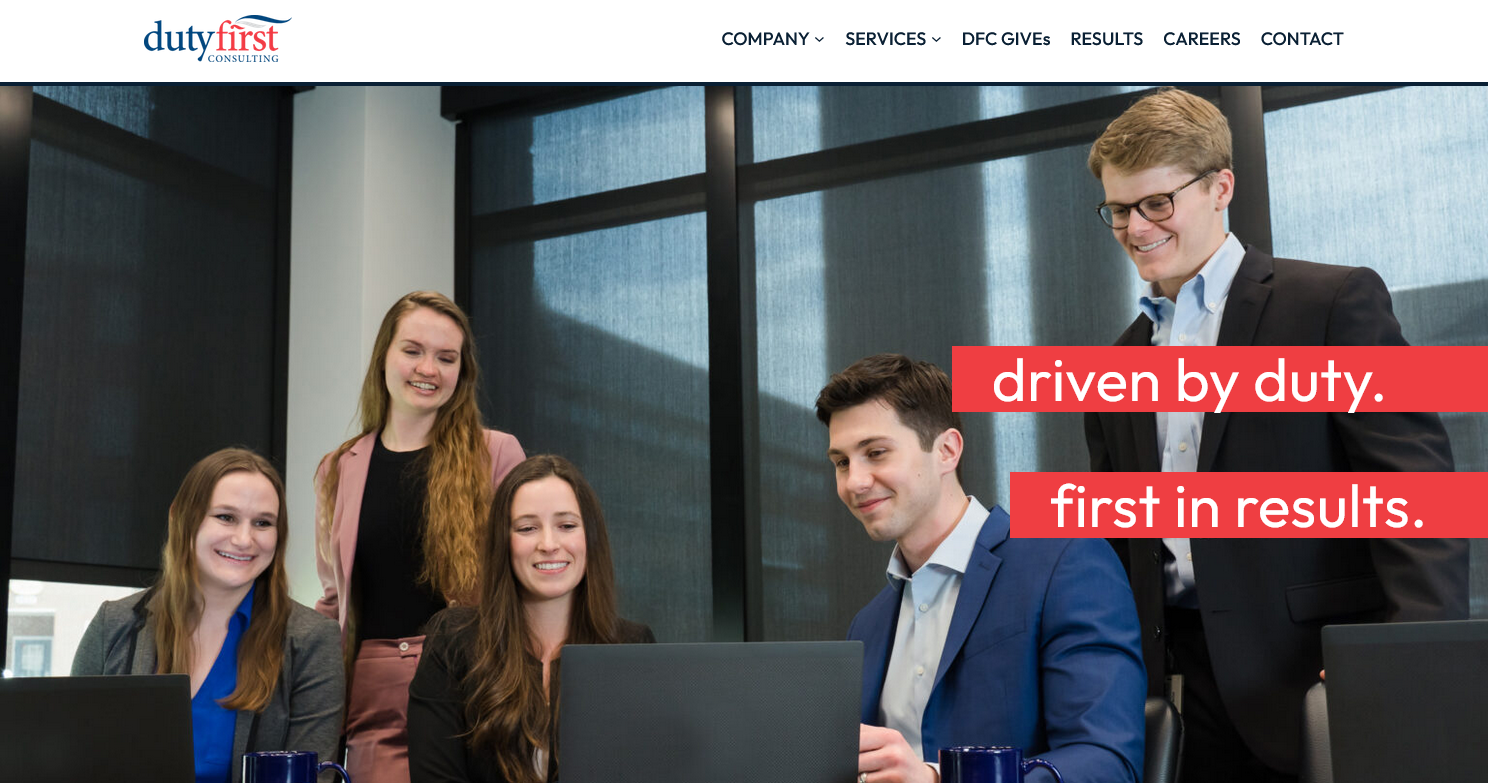 dutyfirst
CONSULTING
COMPANY SERVICES DFC GIVEs RESULTS CAREERS CONTACT
driven by duty.
first in results.